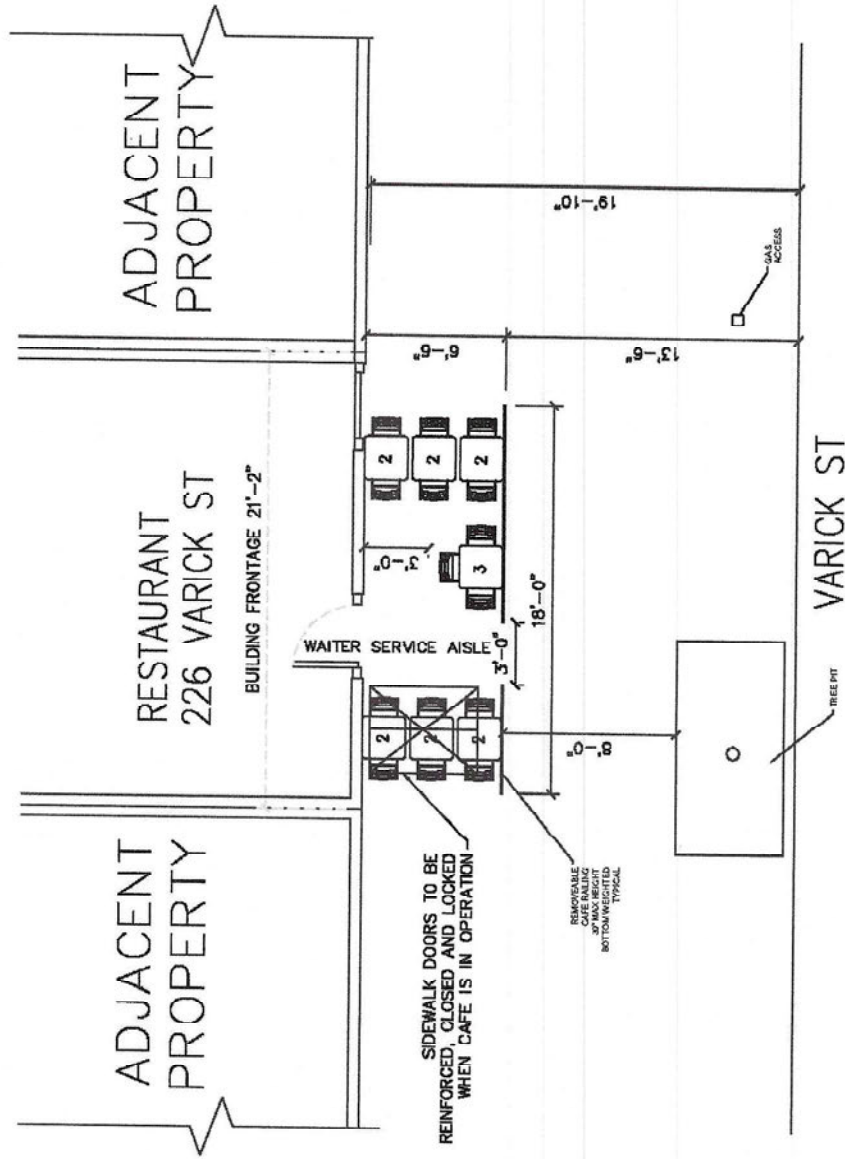 ADJACENT
PROPERTY
RESTAURANT
226 VARICK ST
BUILDING FRONTAGE 21'-2"
ADJACENT
PROPERTY
WAITER SERVICE AISLE
3'-0"
3'-0"
18'-0"
6'-6"
13'-6"
19'-10"
8'-0"
2
2
2
2
2
2
3
SIDEWALK DOORS TO BE
REINFORCED, CLOSED AND LOCKED
WHEN CAFE IS IN OPERATION
REMOVEABLE
CAFE RAILING
30" MAX HEIGHT
BOTTOM WEIGHTED
TYPICAL
TREE PIT
GAS
ACCESS
VARICK ST